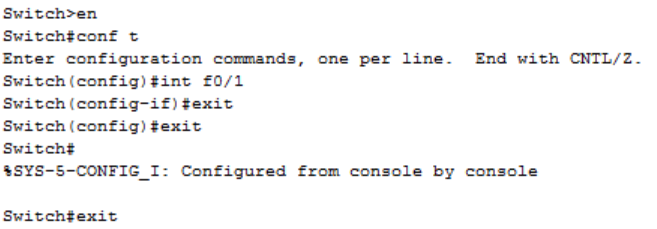 Switch>en
Switch#conf t
Enter configuration commands, one per line.  End with CNTL/Z.
Switch(config)#int f0/1
Switch(config-if)#exit
Switch(config)#exit
Switch#
%SYS-5-CONFIG_I: Configured from console by console

Switch#exit